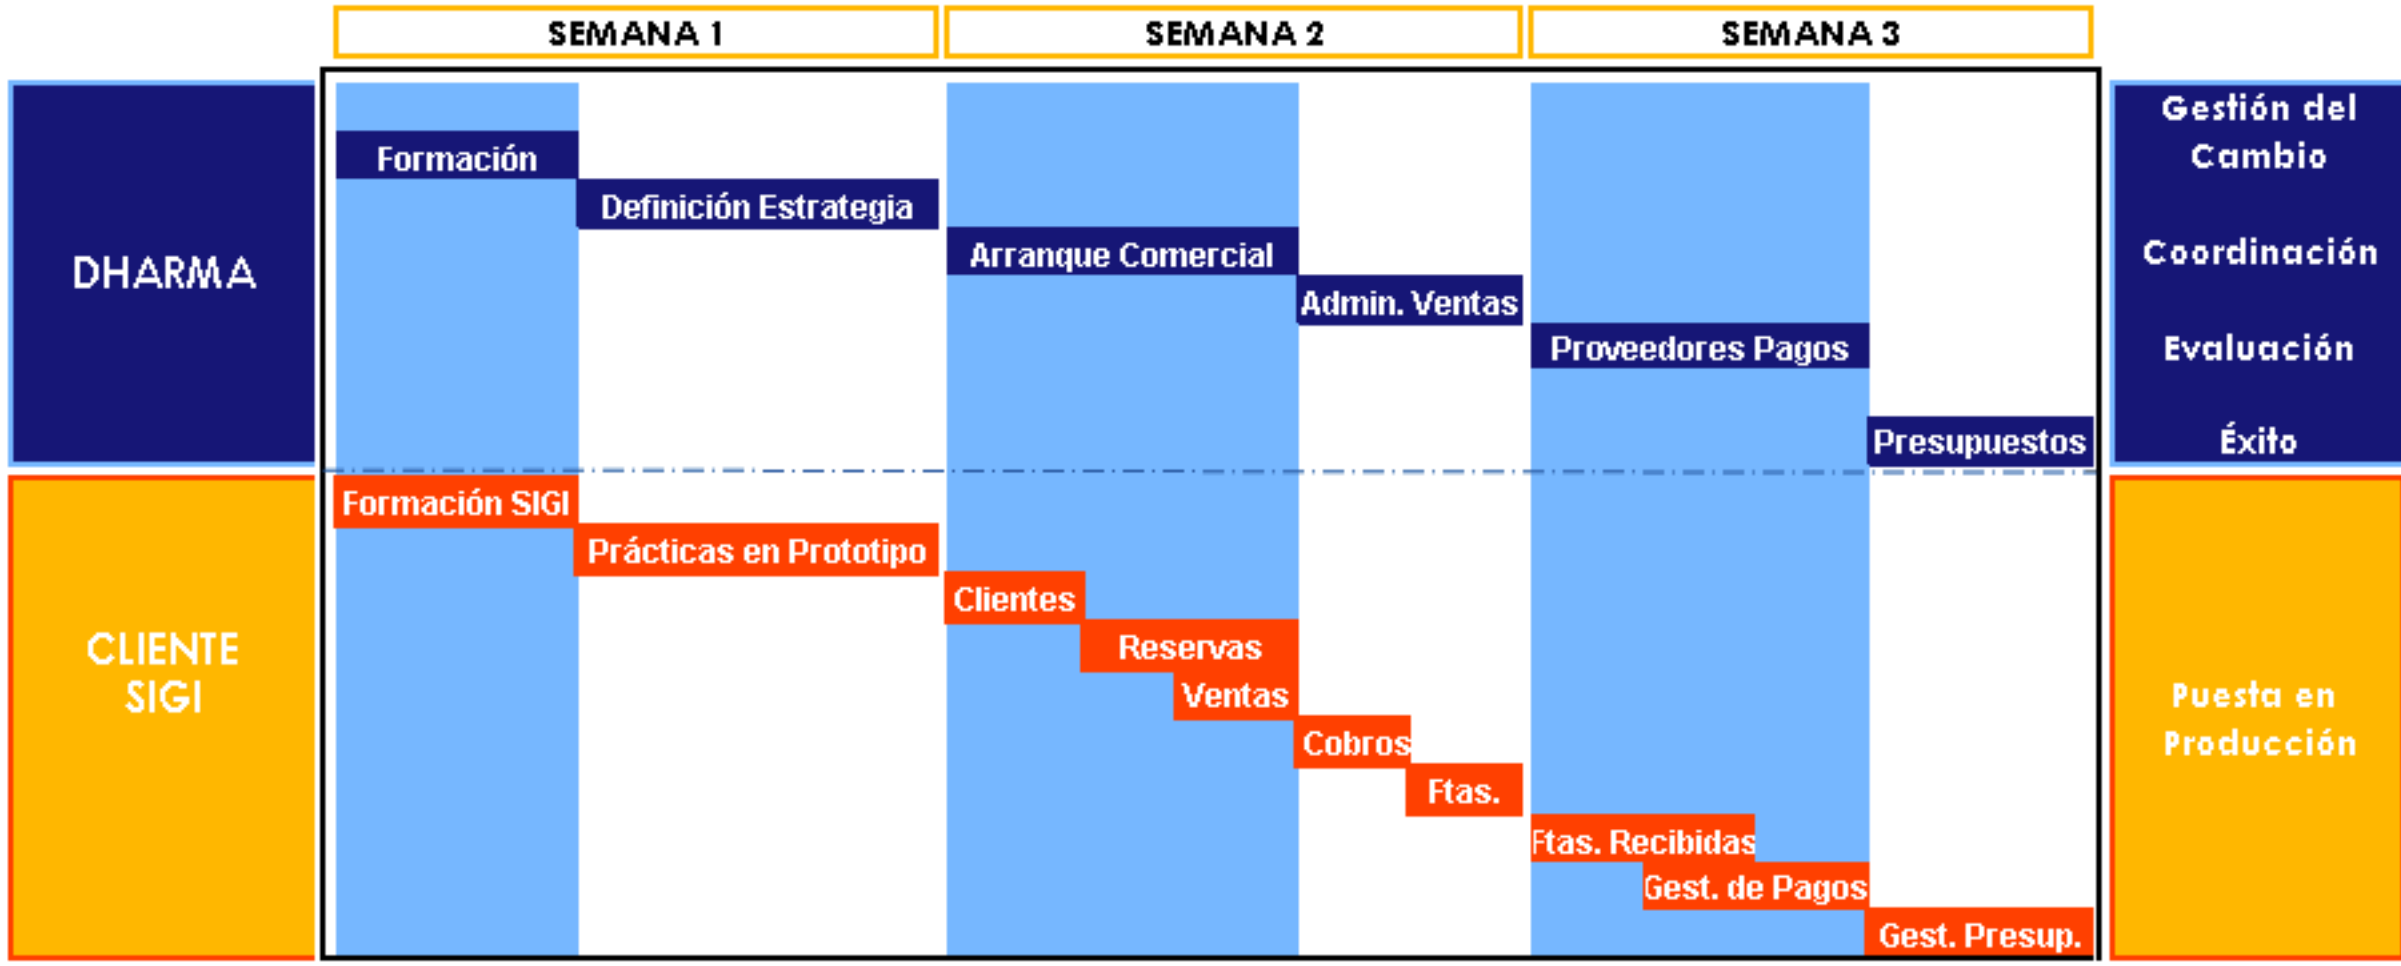 SEMANA 1
SEMANA 2
SEMANA 3
DHARMA
Formación
Definición Estrategia
Arranque Comercial
Admin. Ventas
Proveedores Pagos
Presupuestos
Gestión del
Cambio
Coordinación
Evaluación
Éxito
CLIENTE
SIGI
Formación SIGI
Prácticas en Prototipo
Clientes
Reservas
Ventas
Cobros
Ftas.
Ftas. Recibidas
Gest. de Pagos
Gest. Presup.
Puesta en
Producción